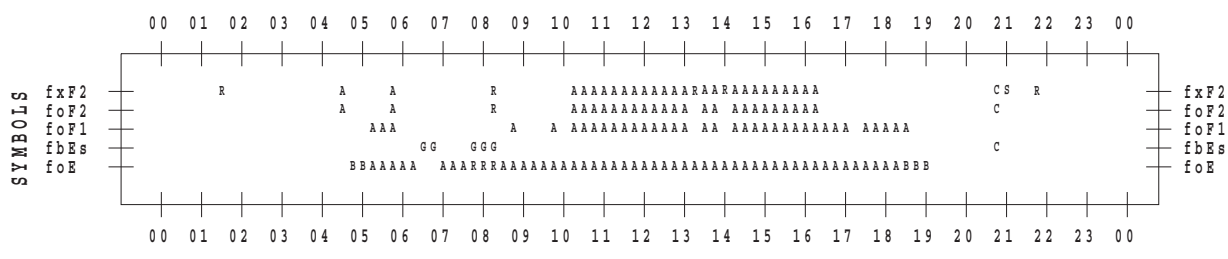 00 01 02 03 04 05 06 07 08 09 10 11 12 13 14 15 16 17 18 19 20 21 22 23 00
SYMBOLS
fxF2 R A A R AAAAAAAAAAAARAARAAAAAAAAA CS R fxF2
foF2 A A R AAAAAAAAAAAA AA AAAAAAAAA C foF2
foF1 AAA A A AAAAAAAAAAAA AA AAAAAAAAAAAA AAAAA foF1
fbEs GG GGG C fbEs
foE BBAAAAA AAARRRAAAAAAAAAAAAAAAAAAAAAAAAAAAAAAAAAAAAAAAABBB foE
00 01 02 03 04 05 06 07 08 09 10 11 12 13 14 15 16 17 18 19 20 21 22 23 00